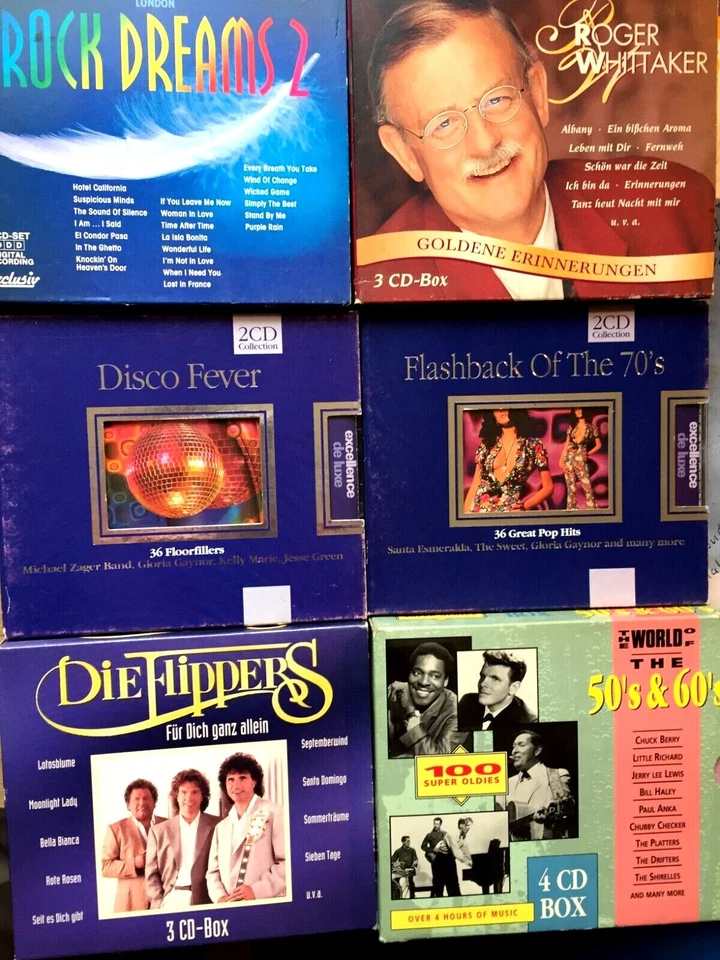 LONDON
ROCK DREAMS 2
Hotel California
Suspicious Minds
The Sound Of Silence
I Am ... I Said
El Condor Pasa
In The Ghetto
Knockin' On
Heaven's Door
If You Leave Me Now
Woman In Love
Time After Time
La Isla Bonita
Wonderful Life
I'm Not In Love
When I Need You
Lost In France
Every Breath You Take
Wind Of Change
Wicked Game
Simply The Best
Stand By Me
Purple Rain
CD-SET
DDD
DIGITAL
RECORDING
ROGER
WHITTAKER
Albany · Ein bißchen Aroma
Leben mit Dir · Fernweh
Schön war die Zeit
Ich bin da · Erinnerungen
Tanz heut Nacht mit mir
u. v. a.
GOLDENE ERINNERUNGEN
3 CD-Box
2CD
Collection
Disco Fever
excellence
de luxe
36 Floorfillers
Michael Zager Band, Gloria Gaynor, Kelly Marie, Jesse Green
2CD
Collection
Flashback Of The 70's
excellence
de luxe
36 Great Pop Hits
Santa Esmeralda, The Sweet, Gloria Gaynor and many more
DIE FLIPPERS
Für Dich ganz allein
Lotosblume
Moonlight Lady
Bella Bianca
Rote Rosen
Seit es Dich gibt
Septemberwind
Santo Domingo
Sommerträume
Sieben Tage
u.v.a.
3 CD-Box
50's & 60's
THE WORLD OF
THE
50's & 60's
CHUCK BERRY
LITTLE RICHARD
JERRY LEE LEWIS
BILL HALEY
PAUL ANKA
CHUBBY CHECKER
THE PLATTERS
THE DRIFTERS
THE SHIRELLES
AND MANY MORE
100
SUPER OLDIES
4 CD
BOX
OVER 4 HOURS OF MUSIC